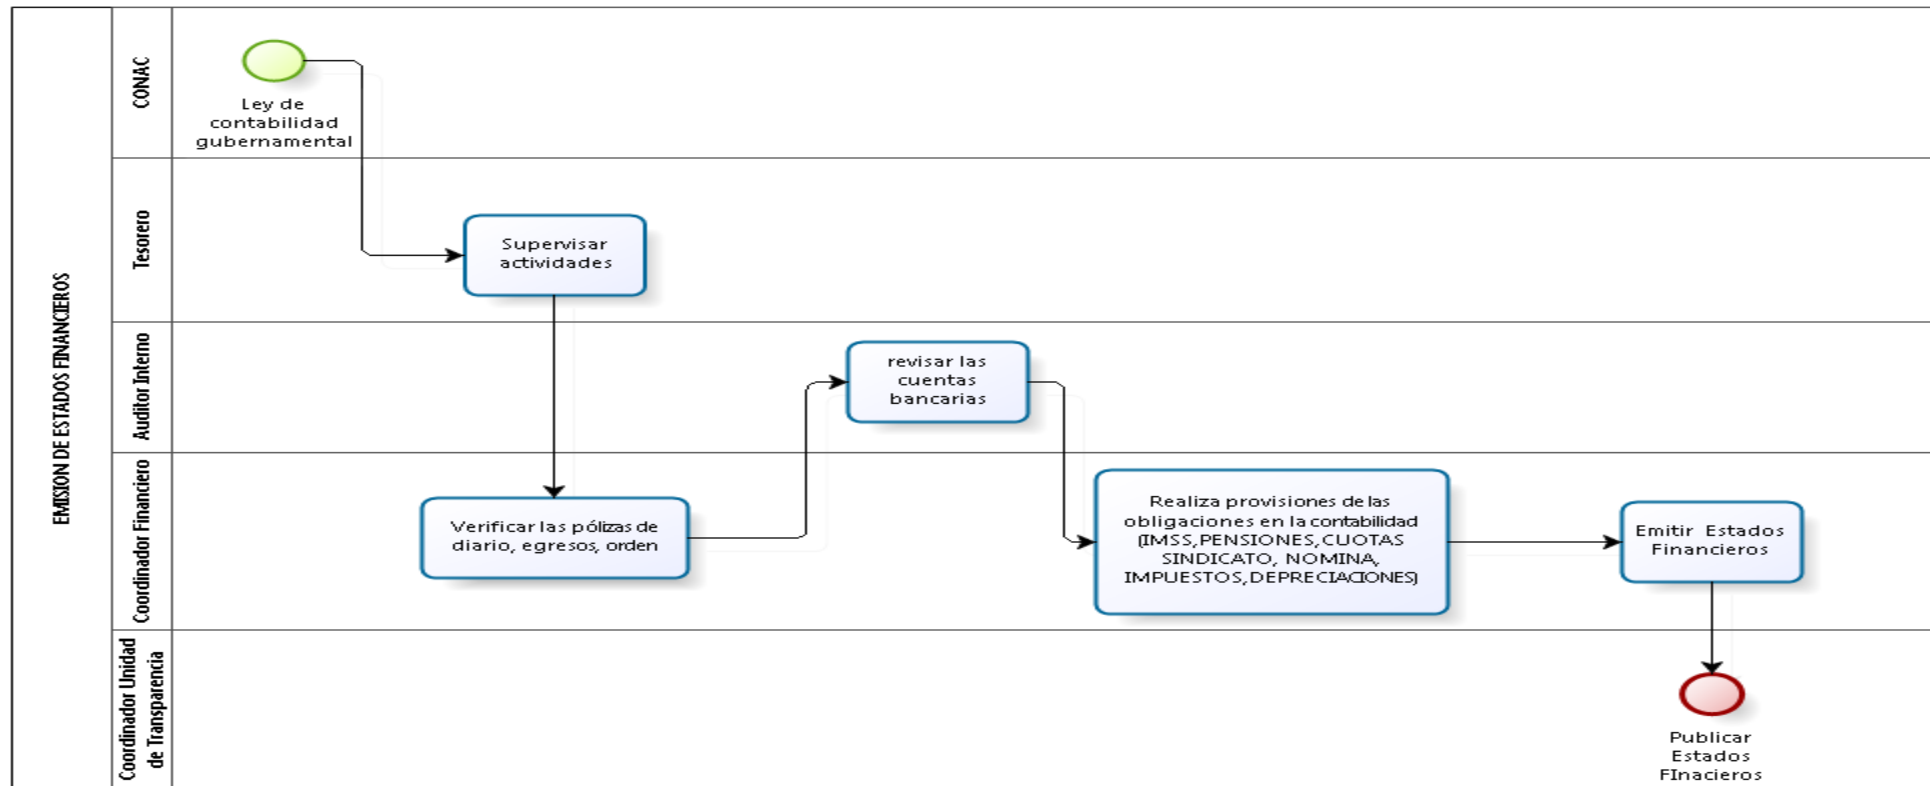 EMISION DE ESTADOS FINANCIEROS
CONAC
Ley de
contabilidad
gubernamental
Tesorero
Supervisar
actividades
Auditor Interno
revisar las
cuentas
bancarias
Coordinador Financiero
Verificar las pólizas de
diario, egresos, orden
Realiza provisiones de las
obligaciones en la contabilidad
(IMSS,PENSIONES,CUOTAS
SINDICATO, NOMINA,
IMPUESTOS,DEPRECIACIONES)
Emitir Estados
Financieros
Coordinador Unidad
de Transparencia
Publicar
Estados
FInacieros